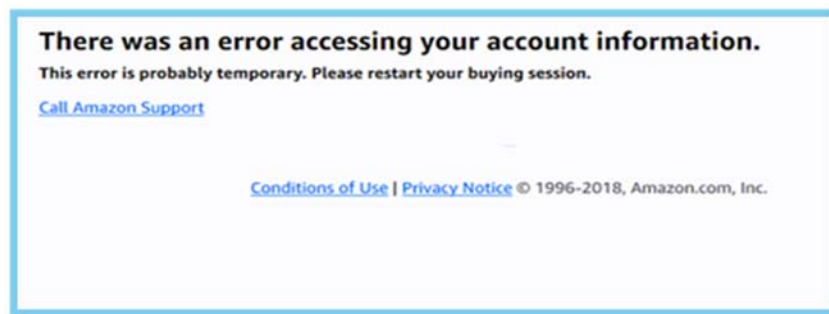 There was an error accessing your account information.
This error is probably temporary. Please restart your buying session.
Call Amazon Support
Conditions of Use | Privacy Notice © 1996-2018, Amazon.com, Inc.